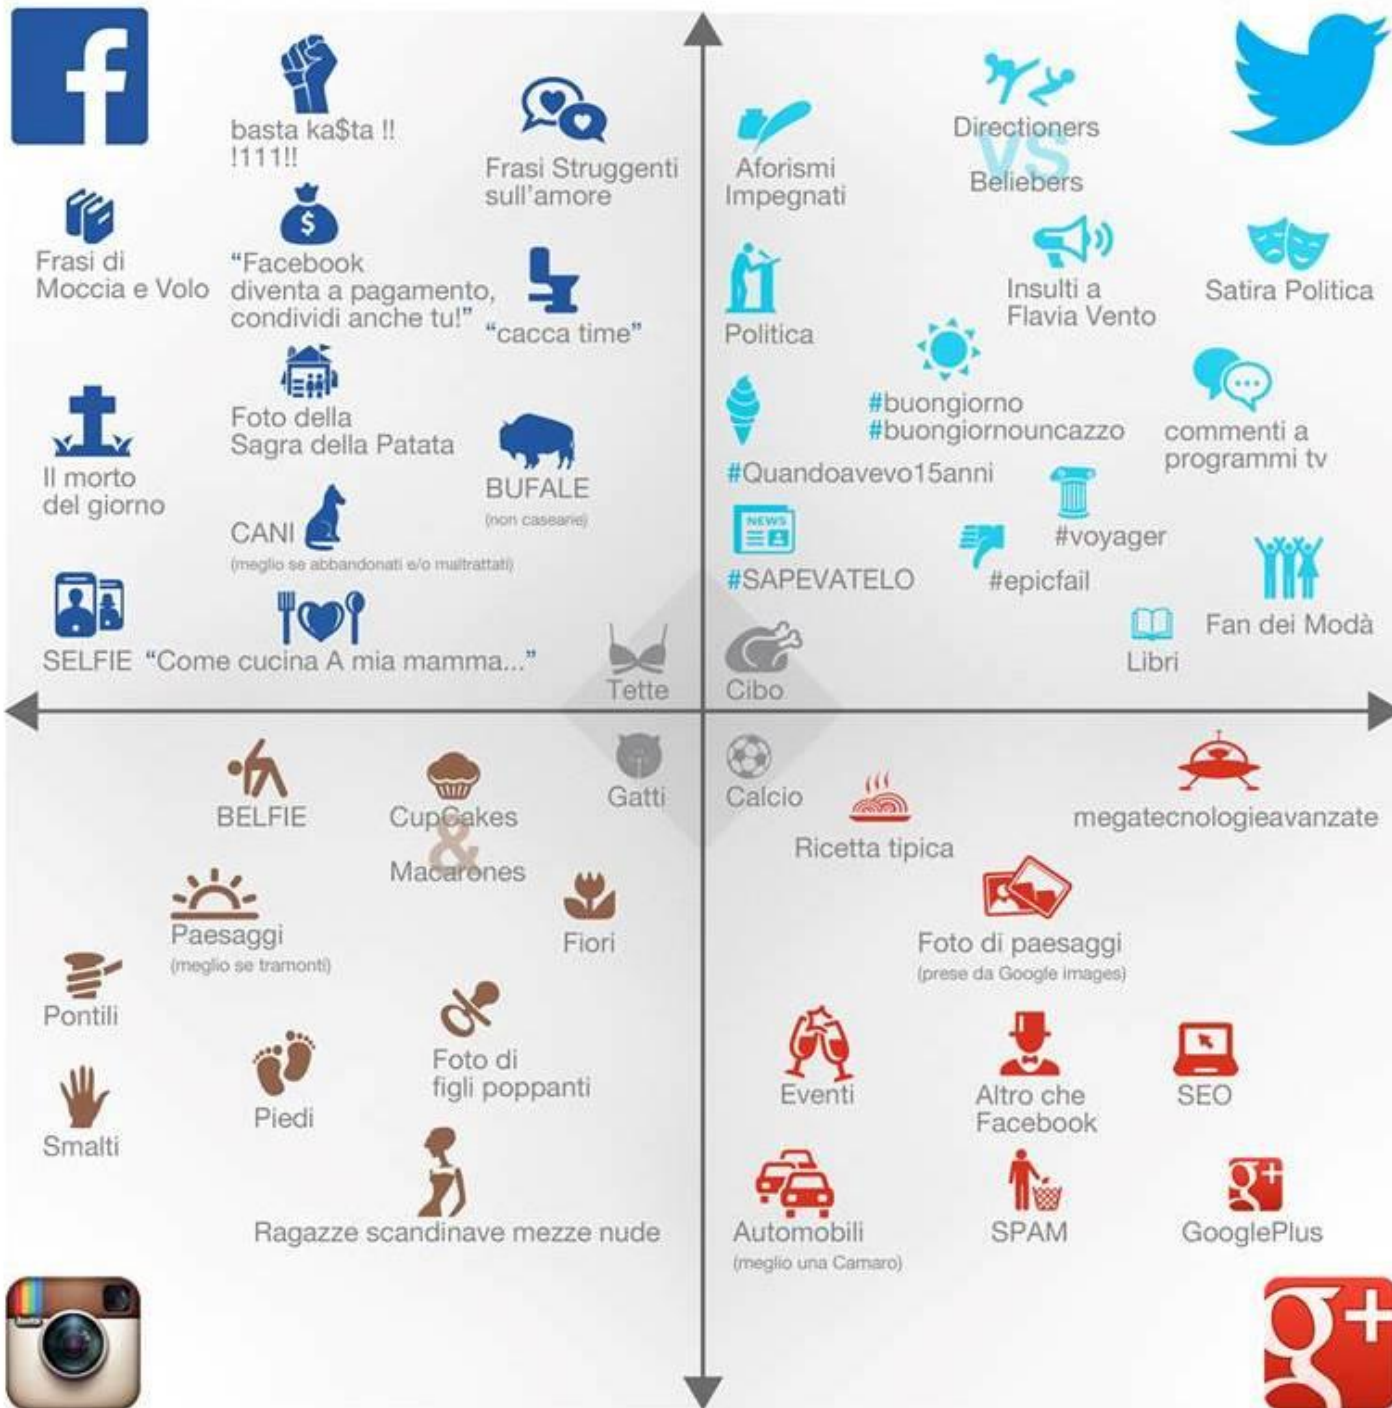 f
basta ka$ta !!
!111!!
Frasi Struggenti
sull'amore
Frasi di
Moccia e Volo
$
"Facebook
diventa a pagamento,
condividi anche tu!"
"cacca time"
Il morto
del giorno
Foto della
Sagra della Patata
BUFALE
(non casearie)
CANI
(meglio se abbandonati e/o maltrattati)
SELFIE
"Come cucina A mia mamma..."
Tette
Aforismi
Impegnati
Directioners
VS
Beliebers
Politica
Insulti a
Flavia Vento
Satira Politica
#buongiorno
#buongiornouncazzo
commenti a
programmi tv
#Quandoavevo15anni
#voyager
NEWS
#SAPEVATELO
#epicfail
Fan dei Modà
Libri
Cibo
BELFIE
CupCakes
&
Macarones
Gatti
Paesaggi
(meglio se tramonti)
Fiori
Pontili
Foto di
figli poppanti
Piedi
Smalti
Ragazze scandinave mezze nude
Calcio
Ricetta tipica
megatecnologieavanzate
Foto di paesaggi
(prese da Google images)
Eventi
Altro che
Facebook
SEO
Automobili
(meglio una Camaro)
SPAM
g+
GooglePlus
g+